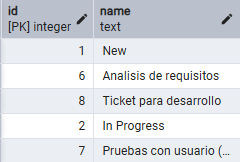 id
[PK] integer
name
text
1 New
6 Analisis de requisitos
8 Ticket para desarrollo
2 In Progress
7 Pruebas con usuario (...